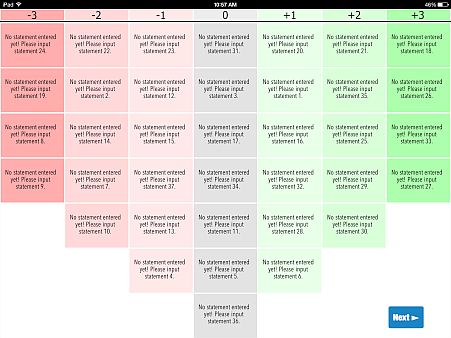 iPod 10:57 AM 46%
-3 -2 -1 0 +1 +2 +3
No statement entered yet! Please input statement 24.
No statement entered yet! Please input statement 22.
No statement entered yet! Please input statement 23.
No statement entered yet! Please input statement 31.
No statement entered yet! Please input statement 20.
No statement entered yet! Please input statement 21.
No statement entered yet! Please input statement 18.
No statement entered yet! Please input statement 19.
No statement entered yet! Please input statement 2.
No statement entered yet! Please input statement 12.
No statement entered yet! Please input statement 3.
No statement entered yet! Please input statement 1.
No statement entered yet! Please input statement 35.
No statement entered yet! Please input statement 26.
No statement entered yet! Please input statement 8.
No statement entered yet! Please input statement 14.
No statement entered yet! Please input statement 15.
No statement entered yet! Please input statement 17.
No statement entered yet! Please input statement 16.
No statement entered yet! Please input statement 25.
No statement entered yet! Please input statement 33.
No statement entered yet! Please input statement 9.
No statement entered yet! Please input statement 7.
No statement entered yet! Please input statement 37.
No statement entered yet! Please input statement 34.
No statement entered yet! Please input statement 32.
No statement entered yet! Please input statement 29.
No statement entered yet! Please input statement 27.
No statement entered yet! Please input statement 10.
No statement entered yet! Please input statement 13.
No statement entered yet! Please input statement 11.
No statement entered yet! Please input statement 28.
No statement entered yet! Please input statement 30.
No statement entered yet! Please input statement 4.
No statement entered yet! Please input statement 5.
No statement entered yet! Please input statement 6.
No statement entered yet! Please input statement 36.
Next